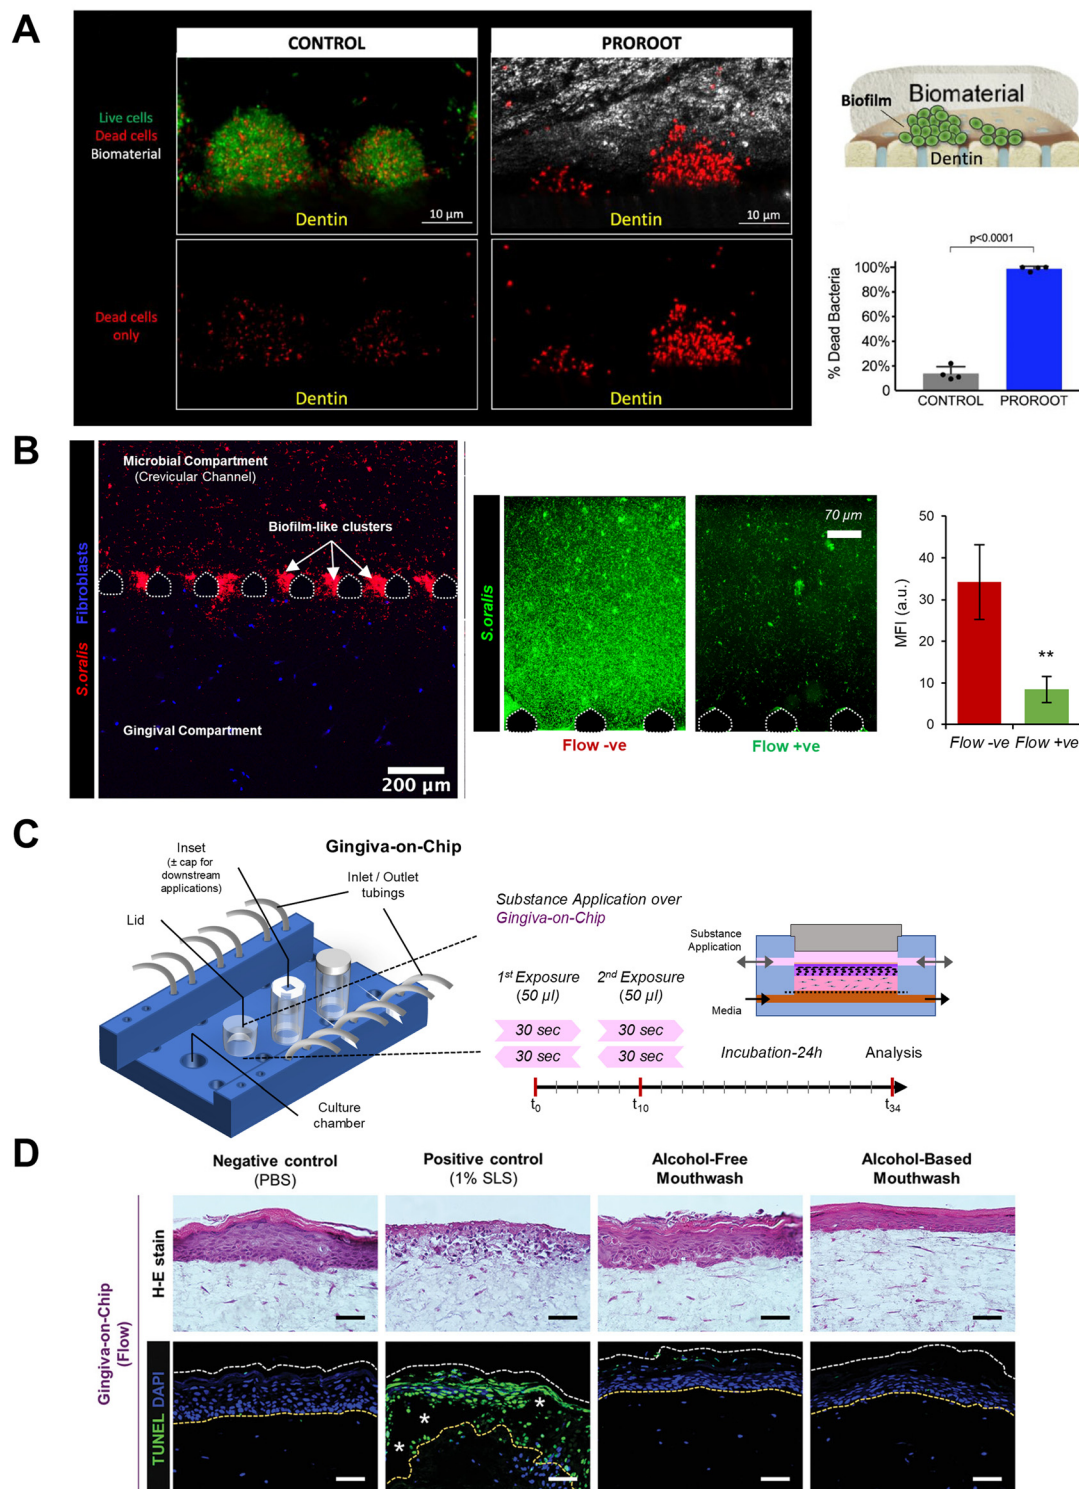 A
CONTROL
PROROOT
Live cells
Dead cells
Biomaterial
Dentin
10 µm
Dentin
10 µm
Dead cells
only
Dentin
Dentin
Biofilm
Biomaterial
Dentin
p<0.0001
% Dead Bacteria
100%
80%
60%
40%
20%
0
CONTROL
PROROOT
B
S.oralis Fibroblasts
Microbial Compartment
(Crevicular Channel)
Biofilm-like clusters
Gingival Compartment
200 µm
S.oralis
70 µm
Flow -ve
Flow +ve
MFI (a.u.)
50
40
30
20
10
0
**
Flow -ve
Flow +ve
C
Gingiva-on-Chip
Inset
(± cap for
downstream
applications)
Inlet / Outlet
tubings
Lid
Culture
chamber
Substance Application over
Gingiva-on-Chip
1st Exposure
(50 µl)
2nd Exposure
(50 µl)
30 sec
30 sec
30 sec
30 sec
Substance
Application
Media
Incubation-24h
Analysis
t0
t10
t34
D
Negative control
(PBS)
Positive control
(1% SLS)
Alcohol-Free
Mouthwash
Alcohol-Based
Mouthwash
Gingiva-on-Chip
(Flow)
H-E stain
TUNEL DAPI
*
*
*